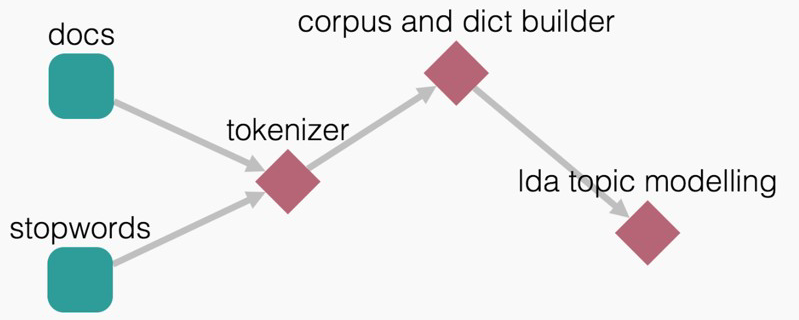 docs
corpus and dict builder
tokenizer
lda topic modelling
stopwords